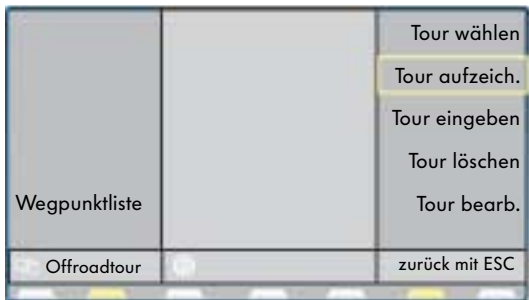 Tour wählen
Tour aufzeich.
Tour eingeben
Tour löschen
Wegpunktliste
Tour bearb.
Offroadtour
zurück mit ESC